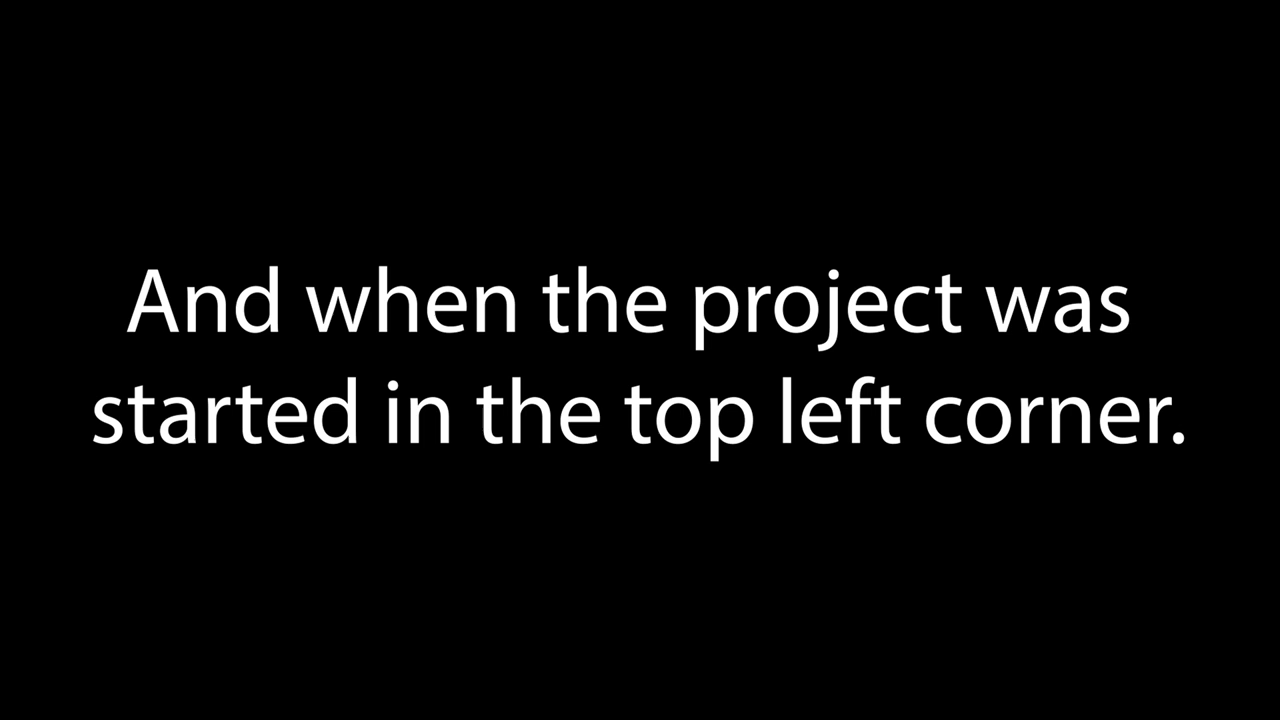 And when the project was
started in the top left corner.